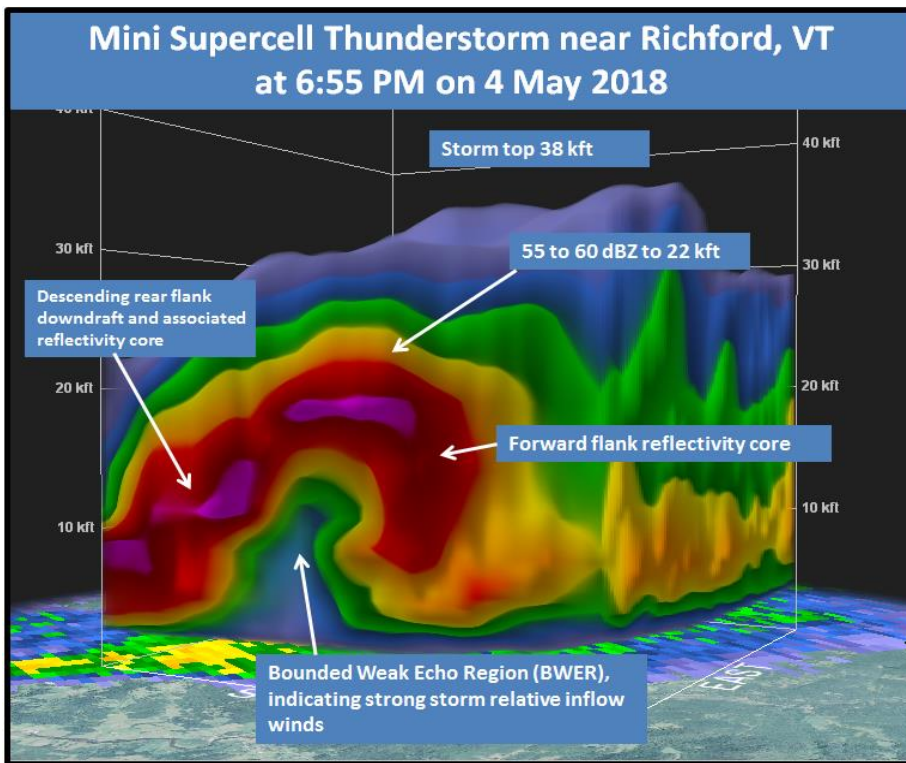 Mini Supercell Thunderstorm near Richford, VT
at 6:55 PM on 4 May 2018
40 kft
Storm top 38 kft
40 kft
30 kft
55 to 60 dBZ to 22 kft
30 kft
Descending rear flank
downdraft and associated
reflectivity core
20 kft
20 kft
Forward flank reflectivity core
10 kft
10 kft
Bounded Weak Echo Region (BWER),
indicating strong storm relative inflow
winds
EAST